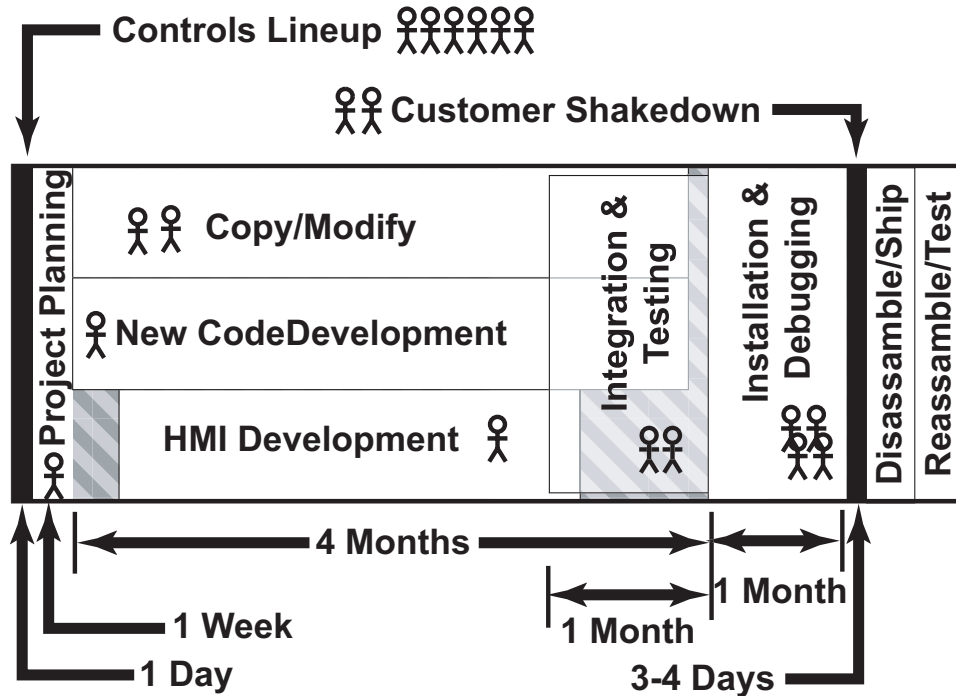 Controls Lineup
Customer Shakedown
Project Planning
Copy/Modify
New CodeDevelopment
HMI Development
Integration &
Testing
Installation &
Debugging
Disassamble/Ship
Reassamble/Test
4 Months
1 Month
1 Month
1 Week
1 Day
3-4 Days